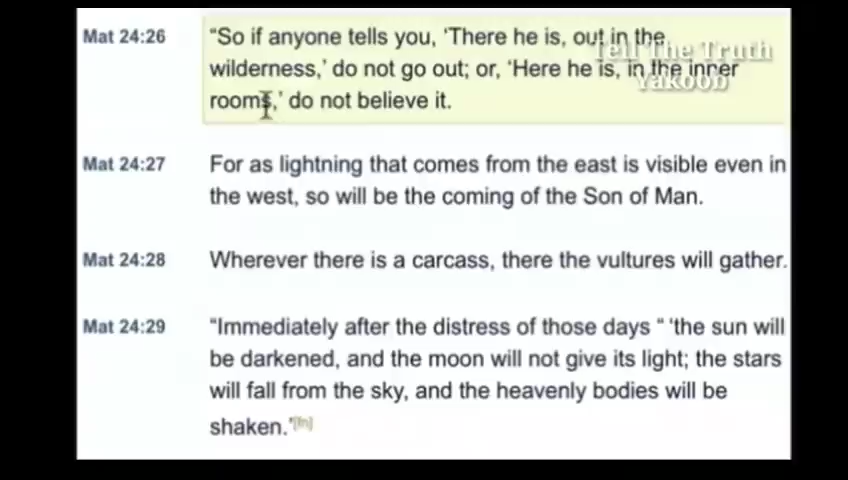 Mat 24:26 “So if anyone tells you, ‘There he is, out in the
wilderness,’ do not go out; or, ‘Here he is, in the inner
rooms,’ do not believe it.
Tell The Truth
Yakoob
Mat 24:27 For as lightning that comes from the east is visible even in
the west, so will be the coming of the Son of Man.
Mat 24:28 Wherever there is a carcass, there the vultures will gather.
Mat 24:29 “Immediately after the distress of those days “ ‘the sun will
be darkened, and the moon will not give its light; the stars
will fall from the sky, and the heavenly bodies will be
shaken.’[fn]